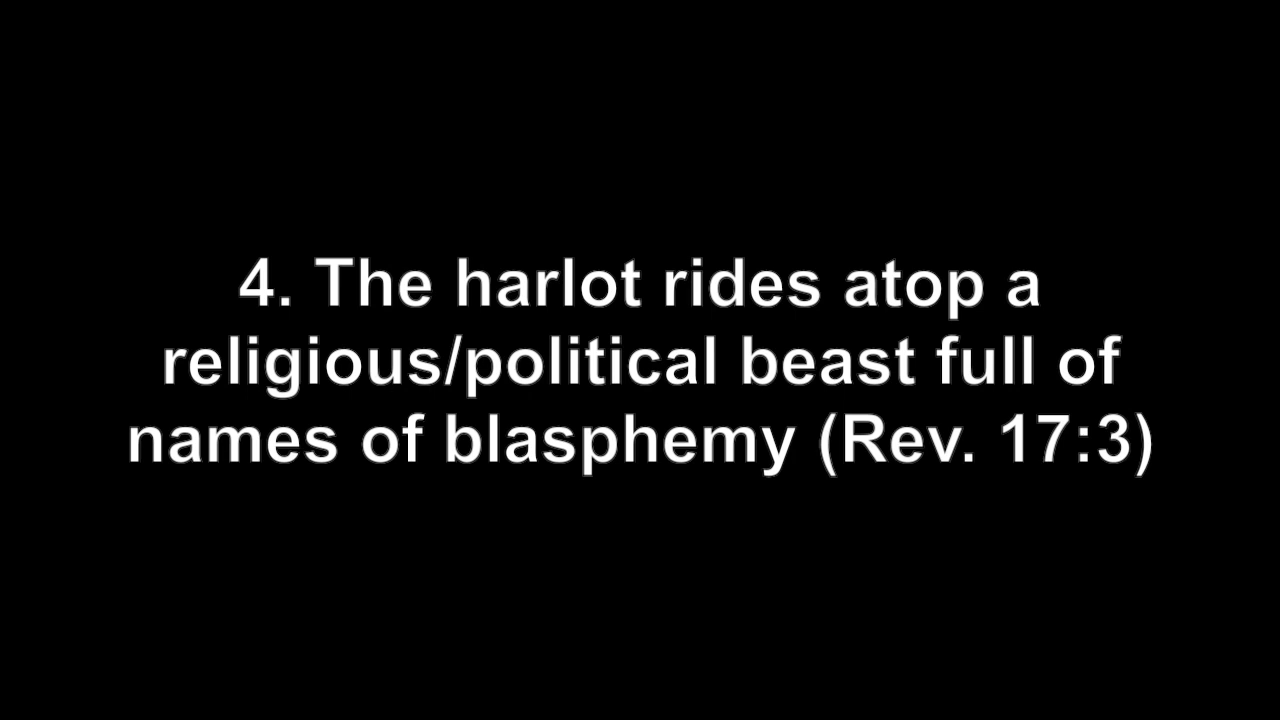 4. The harlot rides atop a
religious/political beast full of
names of blasphemy (Rev. 17:3)